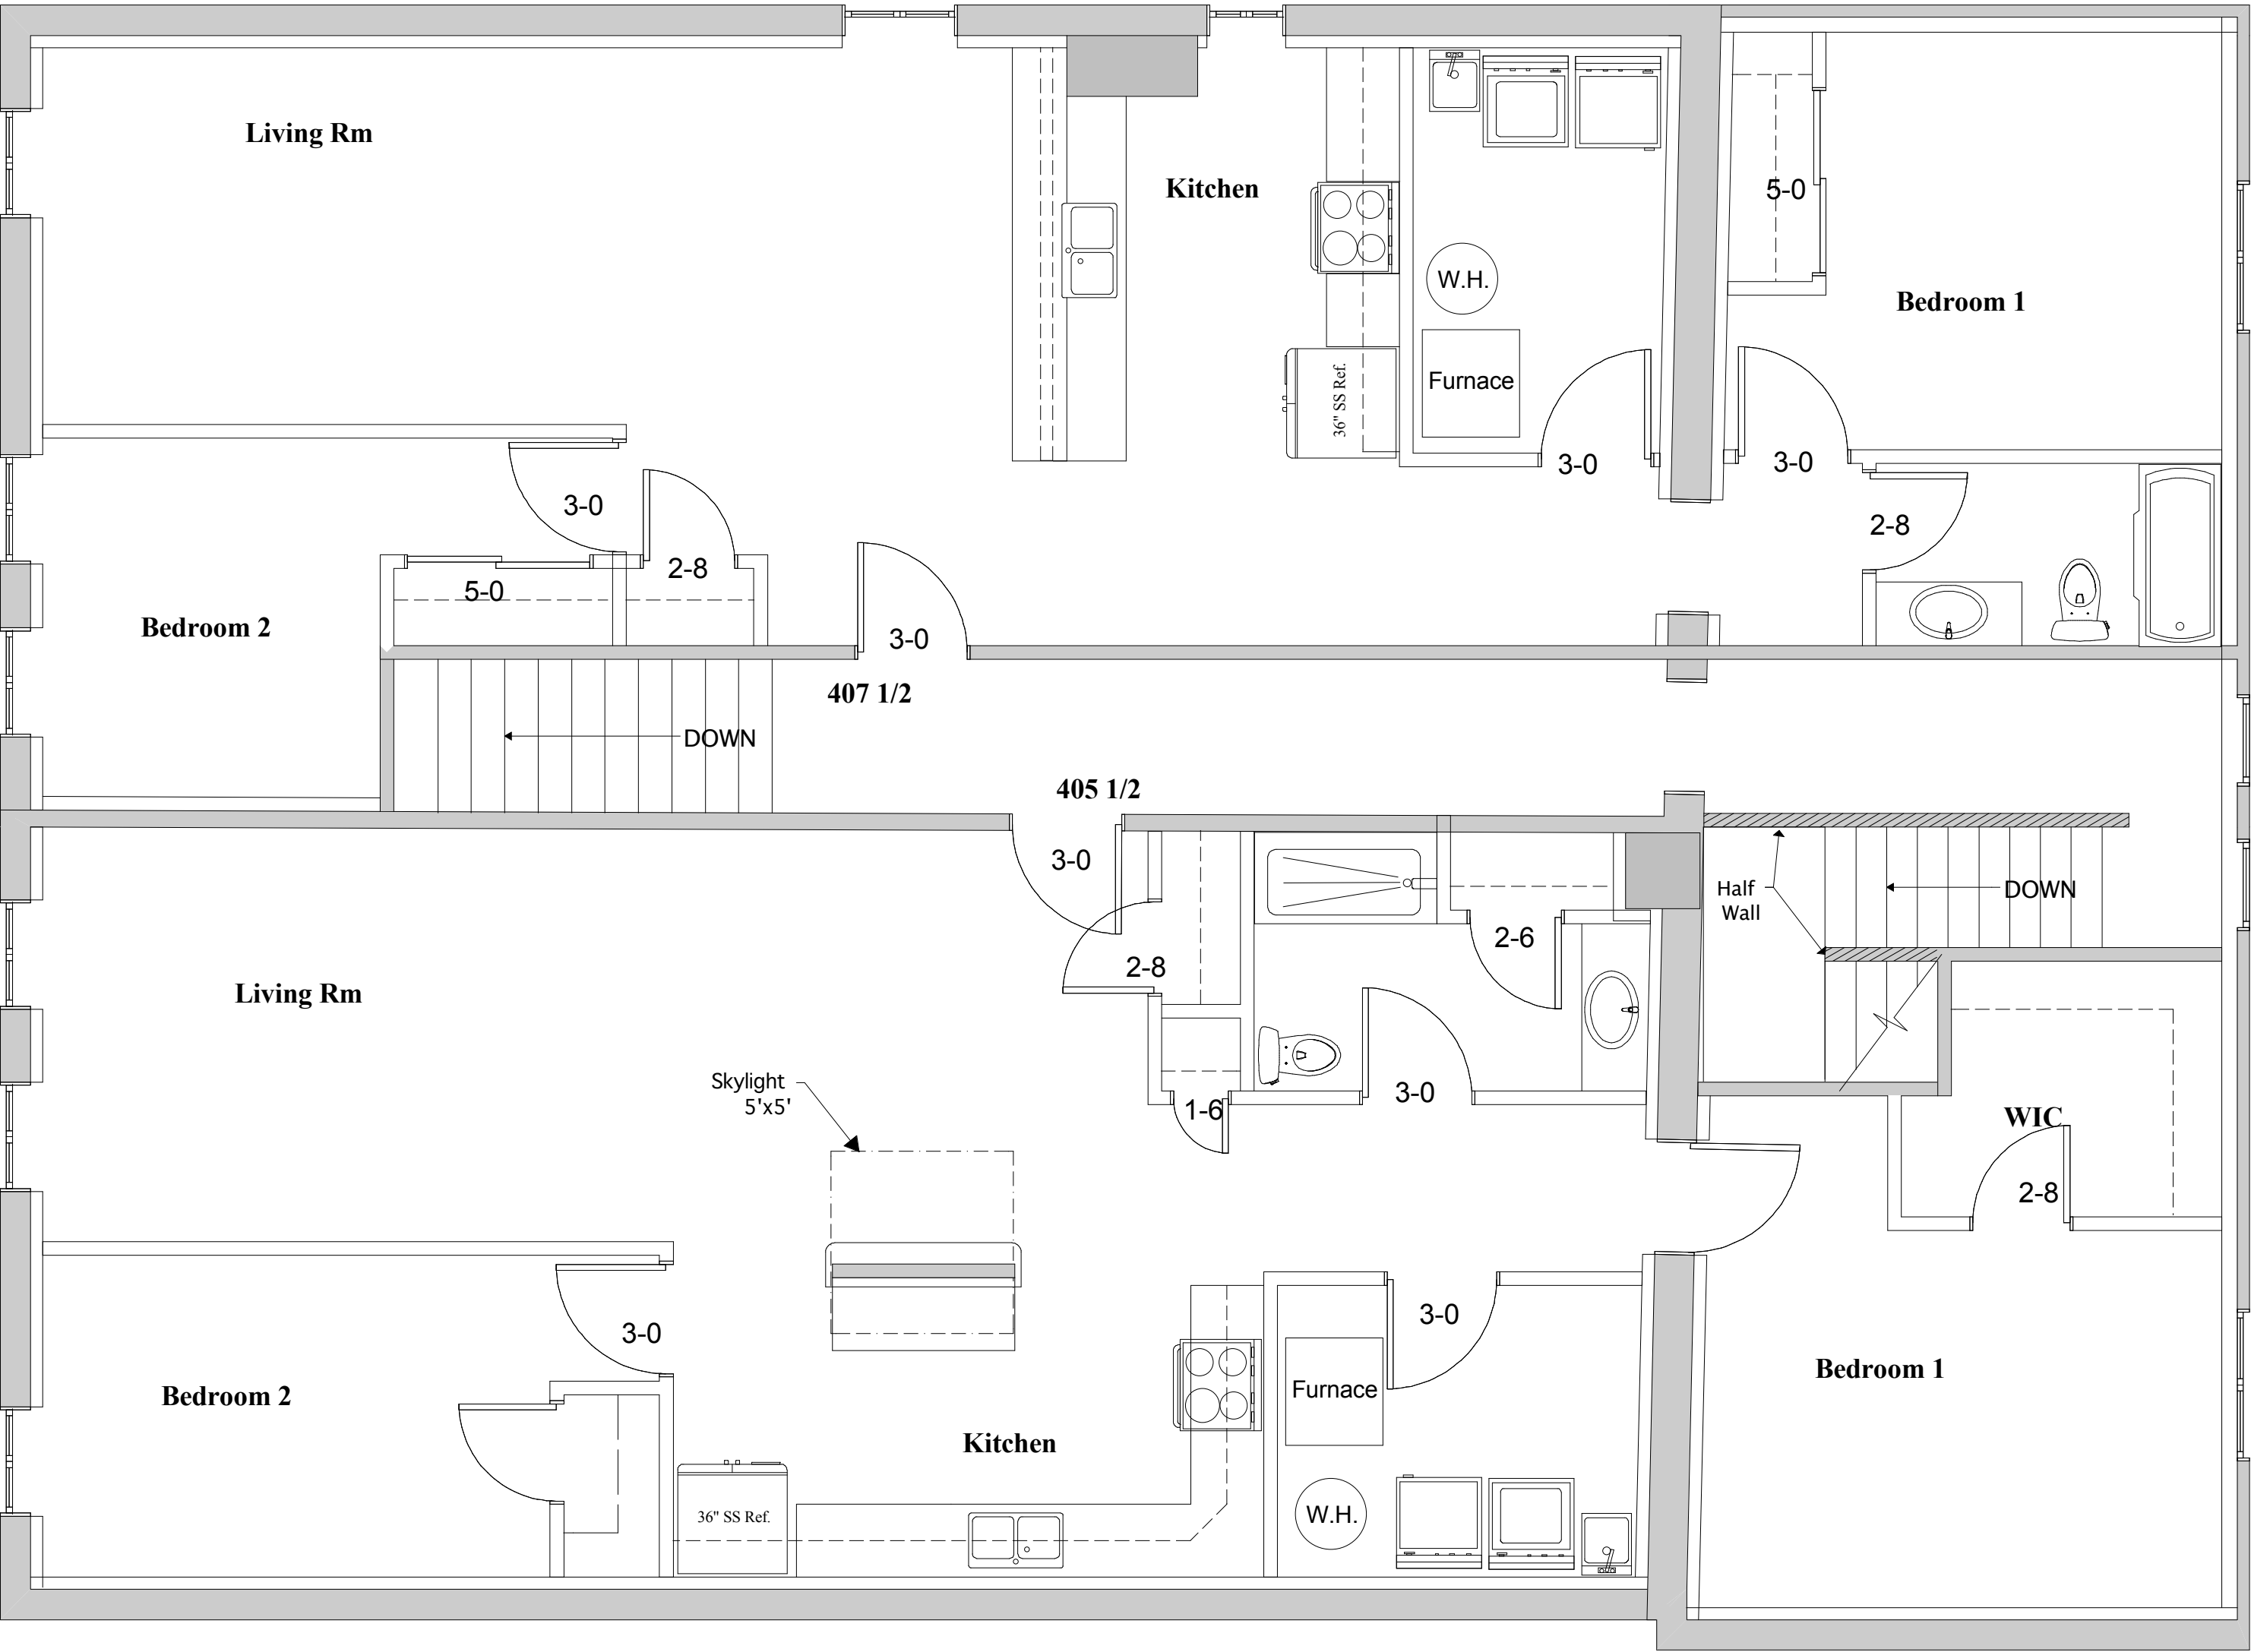 Living Rm
Kitchen
5-0
W.H.
Bedroom 1
Furnace
36" SS Ref.
3-0
3-0
3-0
2-8
2-8
5-0
Bedroom 2
3-0
407 1/2
DOWN
405 1/2
3-0
Half
Wall
DOWN
2-6
2-8
Living Rm
Skylight
5'x5'
3-0
1-6
WIC
2-8
3-0
3-0
Bedroom 1
Furnace
Bedroom 2
Kitchen
36" SS Ref.
W.H.